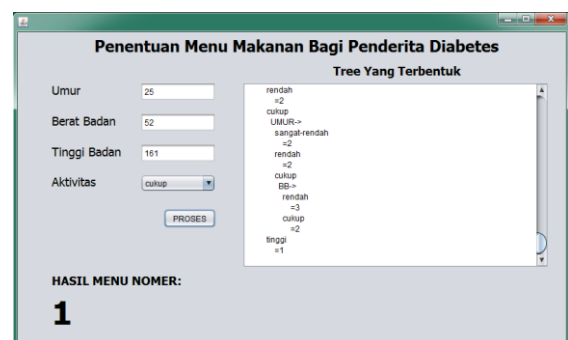 Penentuan Menu Makanan Bagi Penderita Diabetes
Tree Yang Terbentuk
Umur 25
Berat Badan 52
Tinggi Badan 161
Aktivitas cukup
PROSES
rendah
=2
cukup
UMUR->
sangat-rendah
=2
rendah
=2
cukup
BB->
rendah
=3
cukup
=2
tinggi
=1
HASIL MENU NOMER:
1